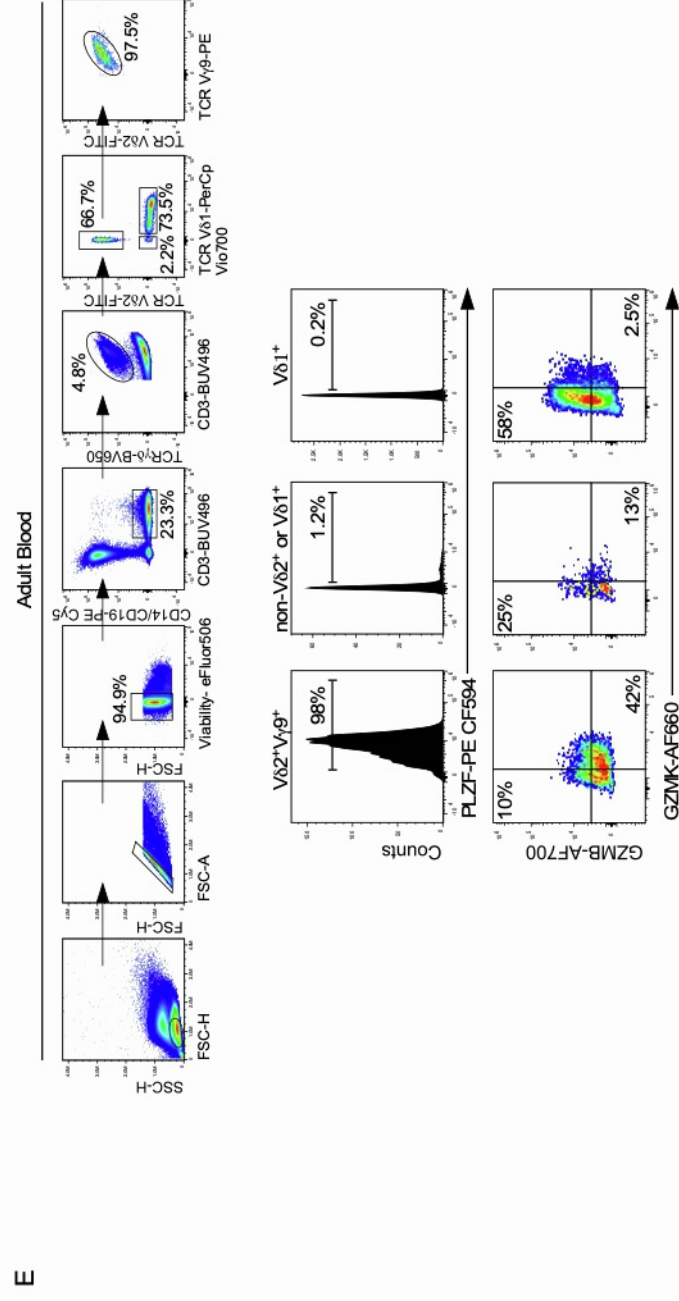 E
Adult Blood
SSC-H
FSC-H
FSC-H
FSC-A
FSC-H
94.9%
Viability- eFluor506
CD14/CD19-PE Cy5
23.3%
CD3-BUV496
TCRγδ-BV650
4.8%
CD3-BUV496
TCR Vδ2-FITC
66.7%
2.2%
73.5%
TCR Vδ1-PerCp
Vio700
TCR Vδ2-FITC
97.5%
TCR Vγ9-PE
Vδ2+Vγ9+
non-Vδ2+ or Vδ1+
Vδ1+
Counts
98%
1.2%
0.2%
PLZF-PE CF594
GZMB-AF700
10%
42%
25%
13%
58%
2.5%
GZMK-AF660